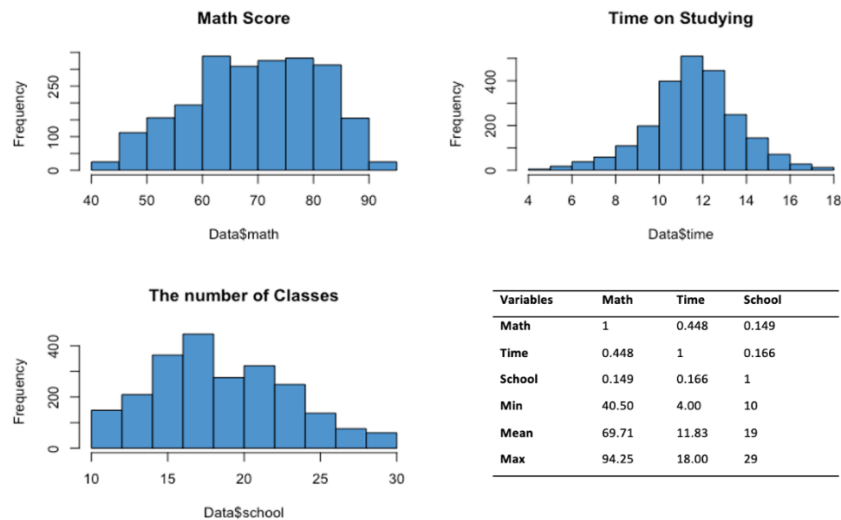 Math Score
Frequency
0 100 250
40 50 60 70 80 90
Data$math
Time on Studying
Frequency
0 200 400
4 6 8 10 12 14 16 18
Data$time
The number of Classes
Frequency
0 200 400
10 15 20 25 30
Data$school
Variables Math Time School
Math 1 0.448 0.149
Time 0.448 1 0.166
School 0.149 0.166 1
Min 40.50 4.00 10
Mean 69.71 11.83 19
Max 94.25 18.00 29